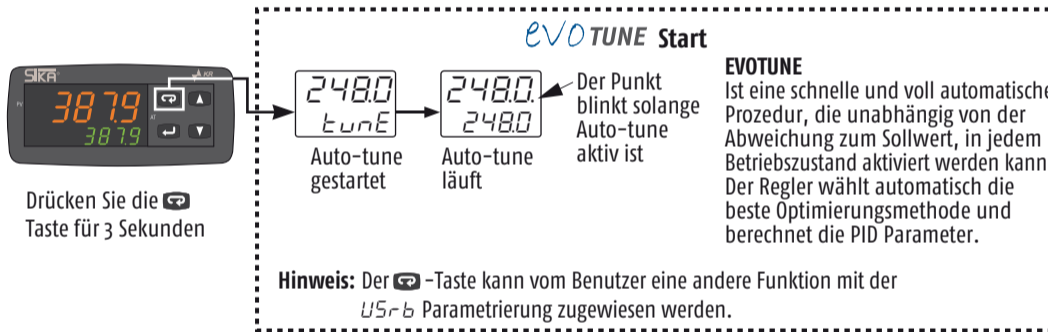 evo TUNE Start
SIKA
PV
387.9
387.9
AT
Drücken Sie die
Taste für 3 Sekunden
248.0
tunE
Auto-tune
gestartet
248.0.
248.0
Auto-tune
läuft
Der Punkt
blinkt solange
Auto-tune
aktiv ist
EVOTUNE
Ist eine schnelle und voll automatische
Prozedur, die unabhängig von der
Abweichung zum Sollwert, in jedem
Betriebszustand aktiviert werden kann
Der Regler wählt automatisch die
beste Optimierungsmethode und
berechnet die PID Parameter.
Hinweis: Der -Taste kann vom Benutzer eine andere Funktion mit der
USrb Parametrierung zugewiesen werden.